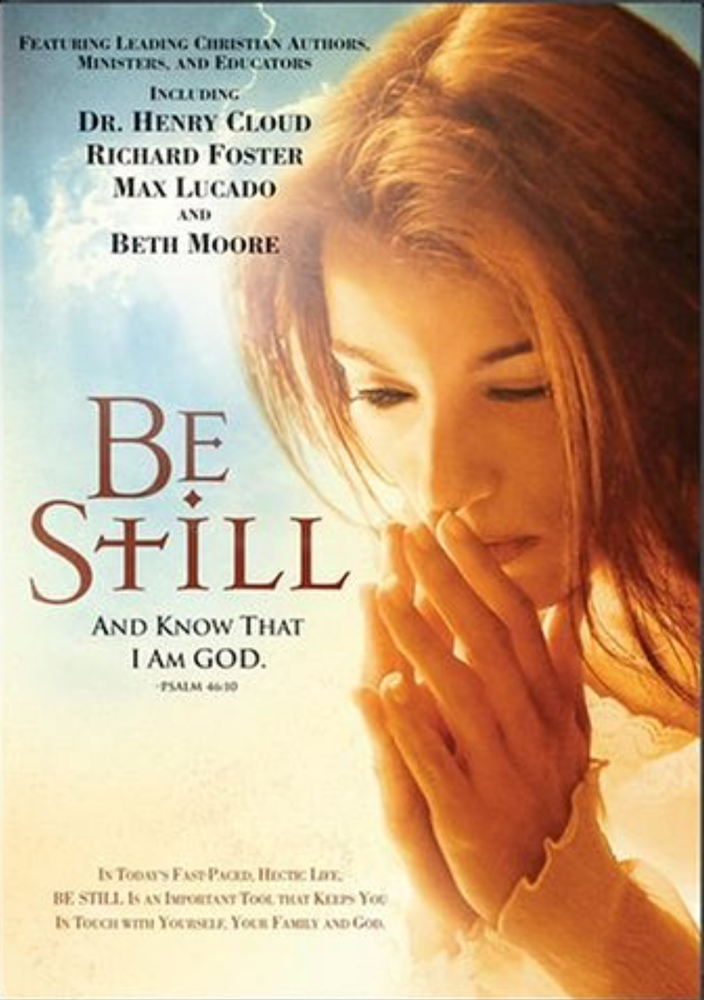 FEATURING LEADING CHRISTIAN AUTHORS,
MINISTERS, AND EDUCATORS
INCLUDING
DR. HENRY CLOUD
RICHARD FOSTER
MAX LUCADO
AND
BETH MOORE
BE
STILL
AND KNOW THAT
I AM GOD.
-PSALM 46:10
IN TODAY'S FAST-PACED, HECTIC LIFE,
BE STILL IS AN IMPORTANT TOOL THAT KEEPS YOU
IN TOUCH WITH YOURSELF, YOUR FAMILY AND GOD.